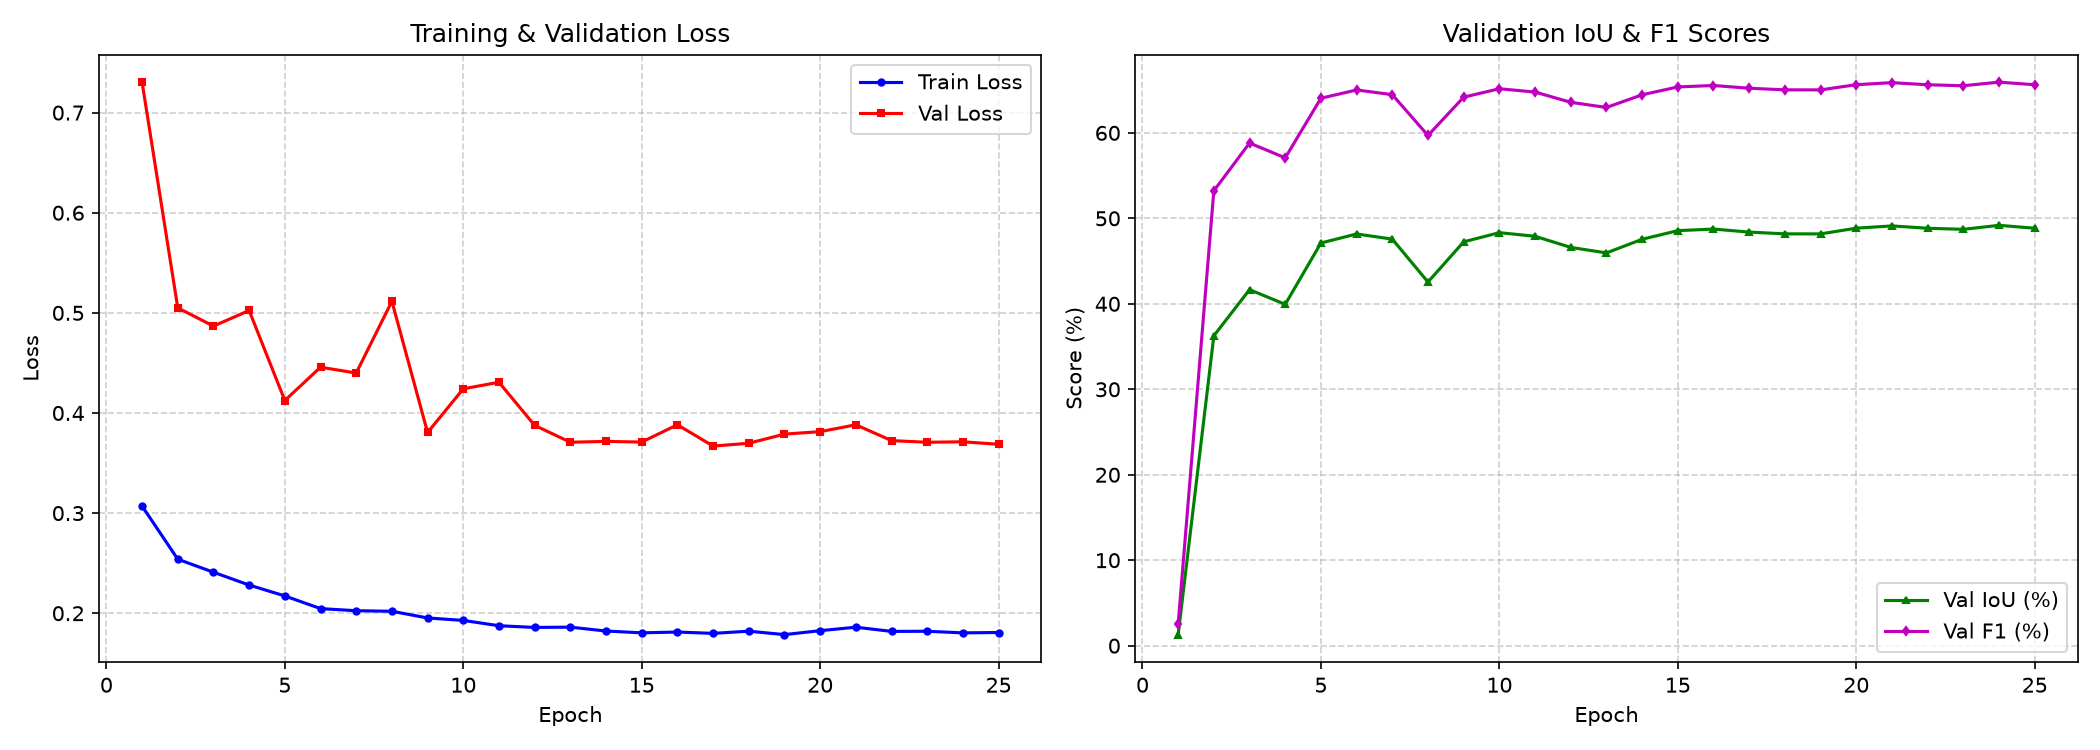 Training & Validation Loss
Train Loss
Val Loss
0.7
0.6
0.5
0.4
0.3
0.2
Loss
0
5
10
15
20
25
Epoch
Validation IoU & F1 Scores
60
50
40
30
20
10
0
Score (%)
Val IoU (%)
Val F1 (%)
0
5
10
15
20
25
Epoch